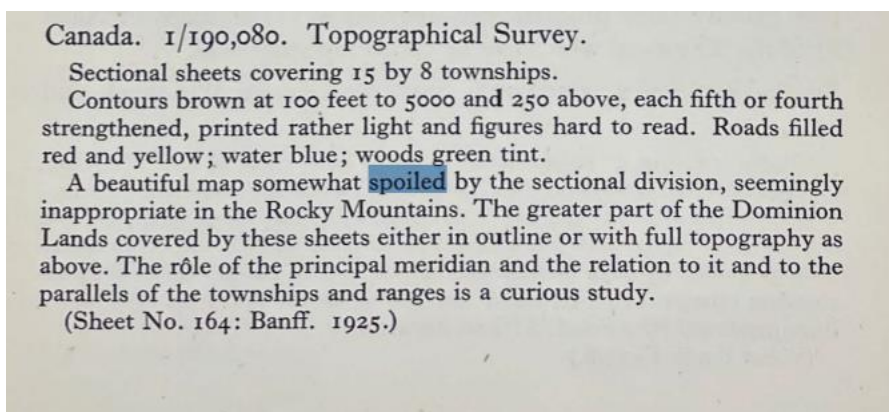 Canada. 1/190,080. Topographical Survey.
Sectional sheets covering 15 by 8 townships.
Contours brown at 100 feet to 5000 and 250 above, each fifth or fourth
strengthened, printed rather light and figures hard to read. Roads filled
red and yellow; water blue; woods green tint.
A beautiful map somewhat spoiled by the sectional division, seemingly
inappropriate in the Rocky Mountains. The greater part of the Dominion
Lands covered by these sheets either in outline or with full topography as
above. The rôle of the principal meridian and the relation to it and to the
parallels of the townships and ranges is a curious study.
(Sheet No. 164: Banff. 1925.)